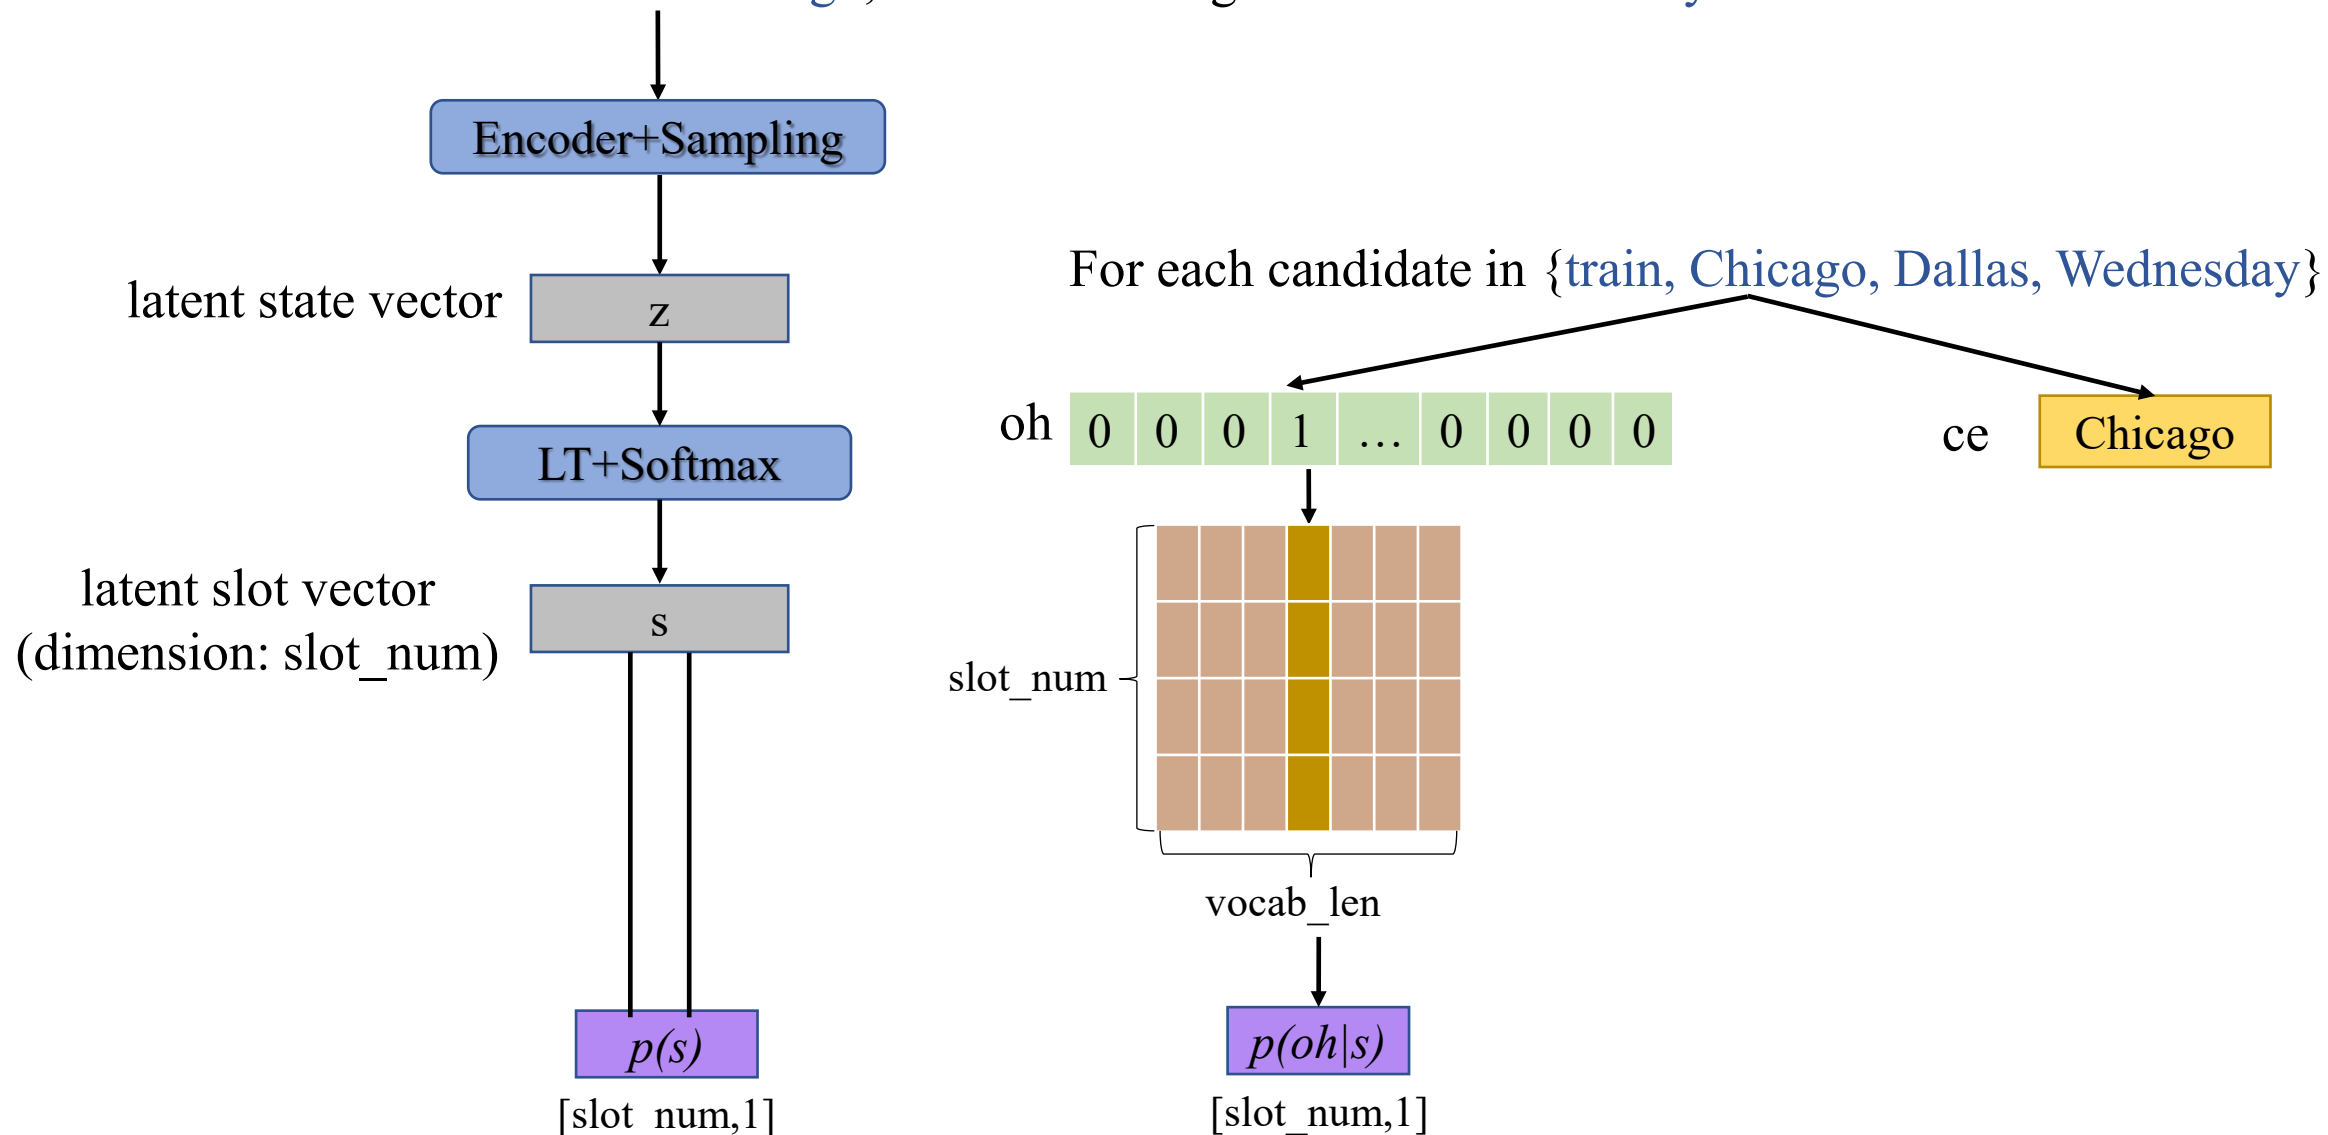 Encoder+Sampling
For each candidate in {train, Chicago, Dallas, Wednesday}
latent state vector
z
oh 0 0 0 1 … 0 0 0 0
ce Chicago
LT+Softmax
latent slot vector
(dimension: slot_num)
s
slot_num
vocab_len
p(s)
p(oh|s)
[slot_num,1]
[slot_num,1]